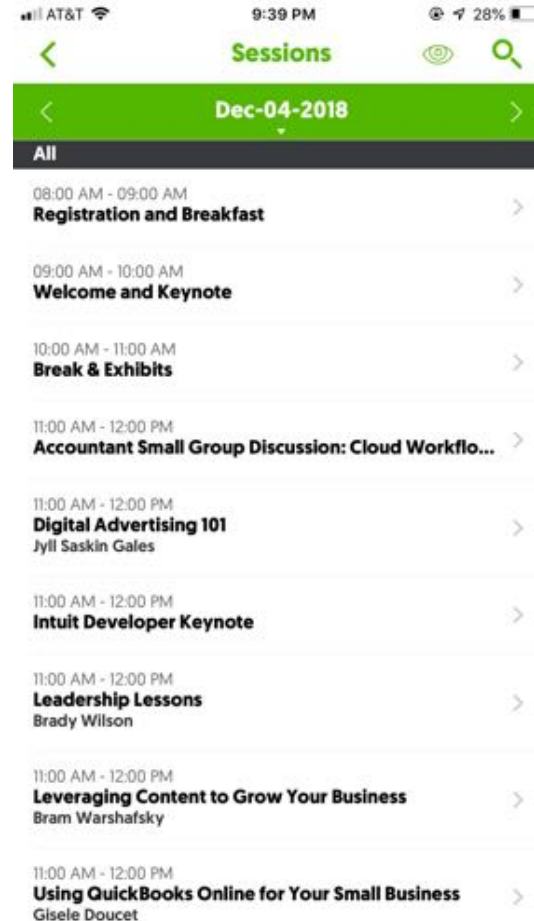 AT&T 9:39 PM 28%
Sessions
Dec-04-2018
All
08:00 AM - 09:00 AM
Registration and Breakfast
09:00 AM - 10:00 AM
Welcome and Keynote
10:00 AM - 11:00 AM
Break & Exhibits
11:00 AM - 12:00 PM
Accountant Small Group Discussion: Cloud Workflo...
11:00 AM - 12:00 PM
Digital Advertising 101
Jyll Saskin Gales
11:00 AM - 12:00 PM
Intuit Developer Keynote
11:00 AM - 12:00 PM
Leadership Lessons
Brady Wilson
11:00 AM - 12:00 PM
Leveraging Content to Grow Your Business
Bram Warshafsky
11:00 AM - 12:00 PM
Using QuickBooks Online for Your Small Business
Gisele Doucet